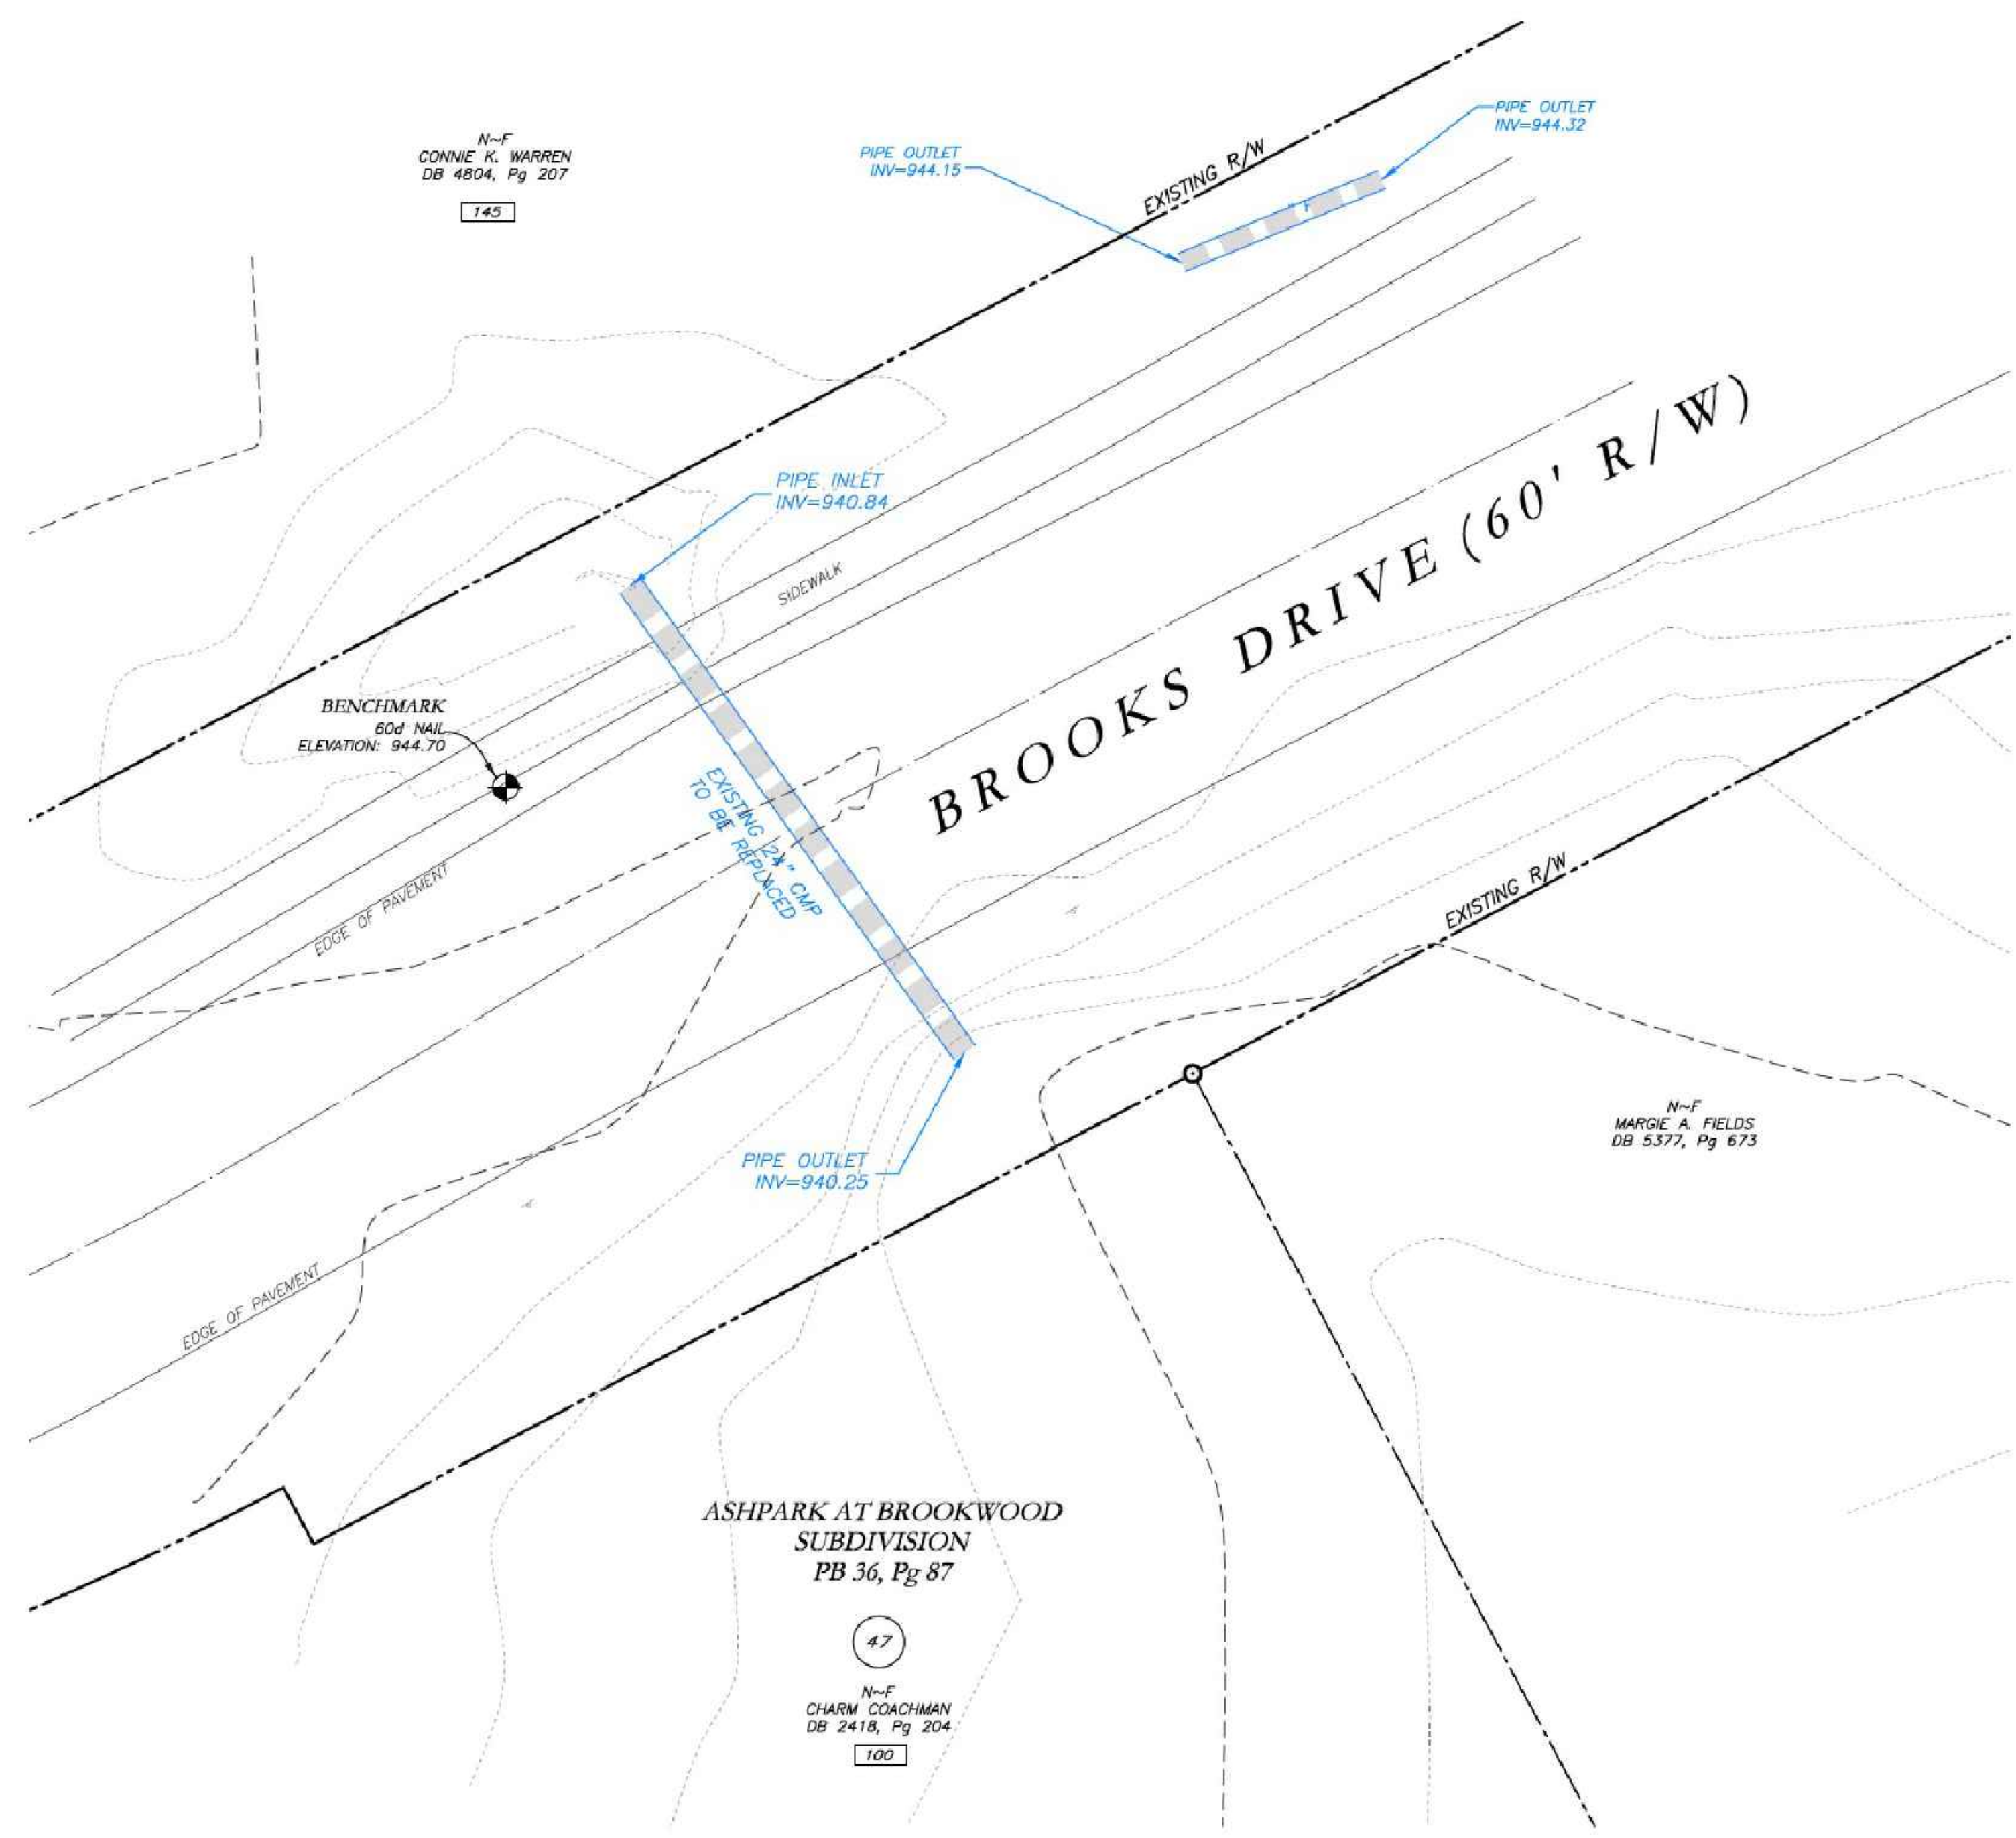 PIPE OUTLET
INV=944.32
N~F
CONNIE K. WARREN
DB 4804, Pg 207
145
PIPE OUTLET
INV=944.15
EXISTING R/W
PIPE INLET
INV=940.84
SIDEWALK
BROOKS DRIVE (60' R/W)
BENCHMARK
60d NAIL
ELEVATION: 944.70
EXISTING 24" CMP
TO BE REPLACED
EDGE OF PAVEMENT
EXISTING R/W
N~F
MARGIE A. FIELDS
DB 5377, Pg 673
PIPE OUTLET
INV=940.25
EDGE OF PAVEMENT
ASHPARK AT BROOKWOOD
SUBDIVISION
PB 36, Pg 87
47
N~F
CHARM COACHMAN
DB 2418, Pg 204
100